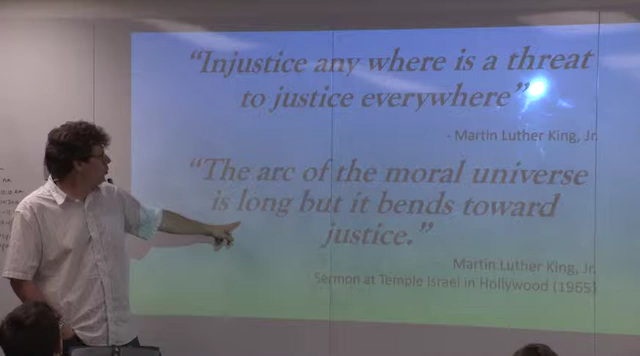 “Injustice any where is a threat
to justice everywhere”
- Martin Luther King, Jr.
“The arc of the moral universe
is long but it bends toward
justice.”
Martin Luther King, Jr.
Sermon at Temple Israel in Hollywood (1965)